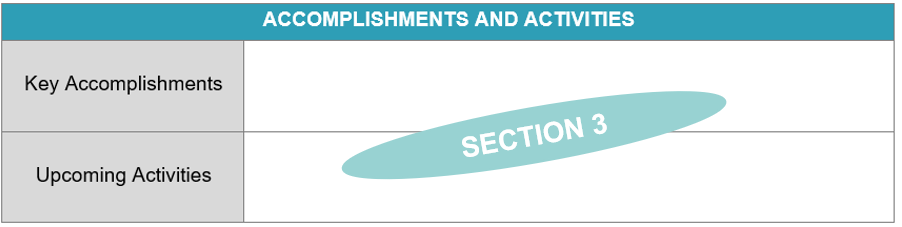 ACCOMPLISHMENTS AND ACTIVITIES
Key Accomplishments
SECTION 3
Upcoming Activities